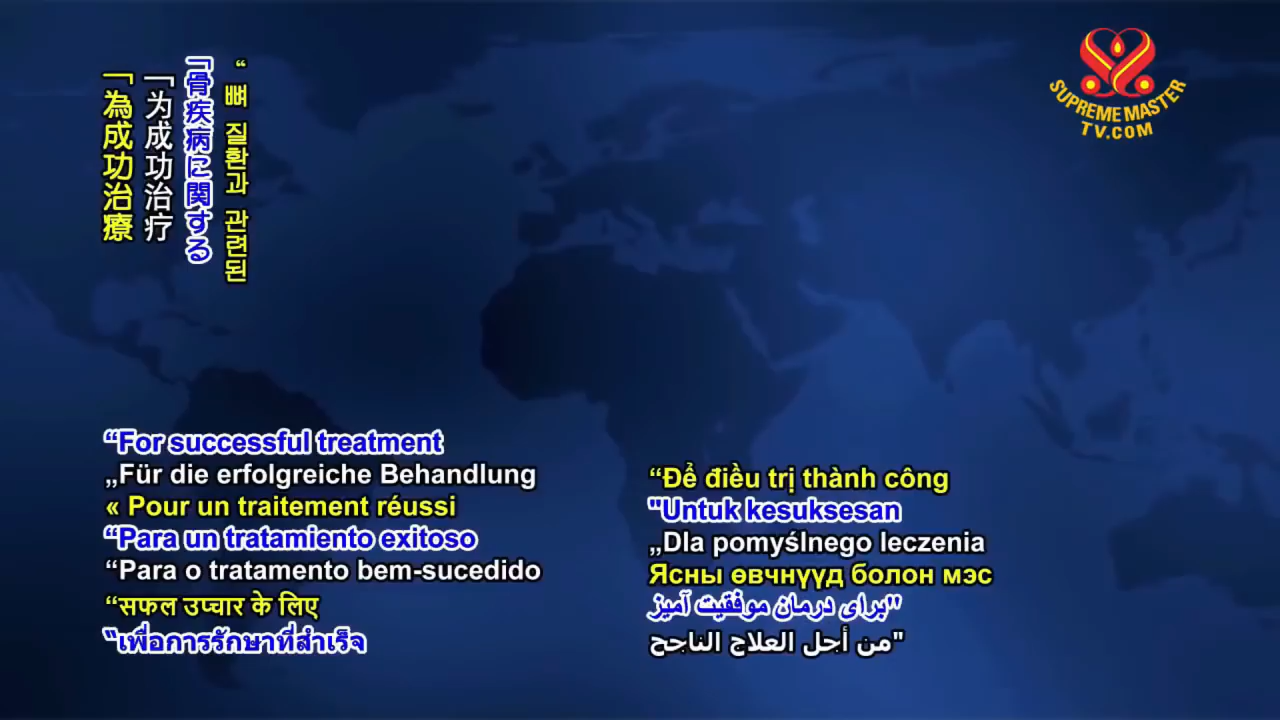 「為成功治療
「为成功治疗
「骨疾病に関する
“ 뼈 질환과 관련된
SUPREME MASTER
TV.COM
“For successful treatment
„Für die erfolgreiche Behandlung
« Pour un traitement réussi
“Para un tratamiento exitoso
“Para o tratamento bem-sucedido
“सफल उपचार के लिए
“เพื่อการรักษาที่สำเร็จ
“Để điều trị thành công
"Untuk kesuksesan
„Dla pomyślnego leczenia
Ясны өвчнүүд болон мэс
"برای درمان موفقیت آمیز
"من أجل العلاج الناجح